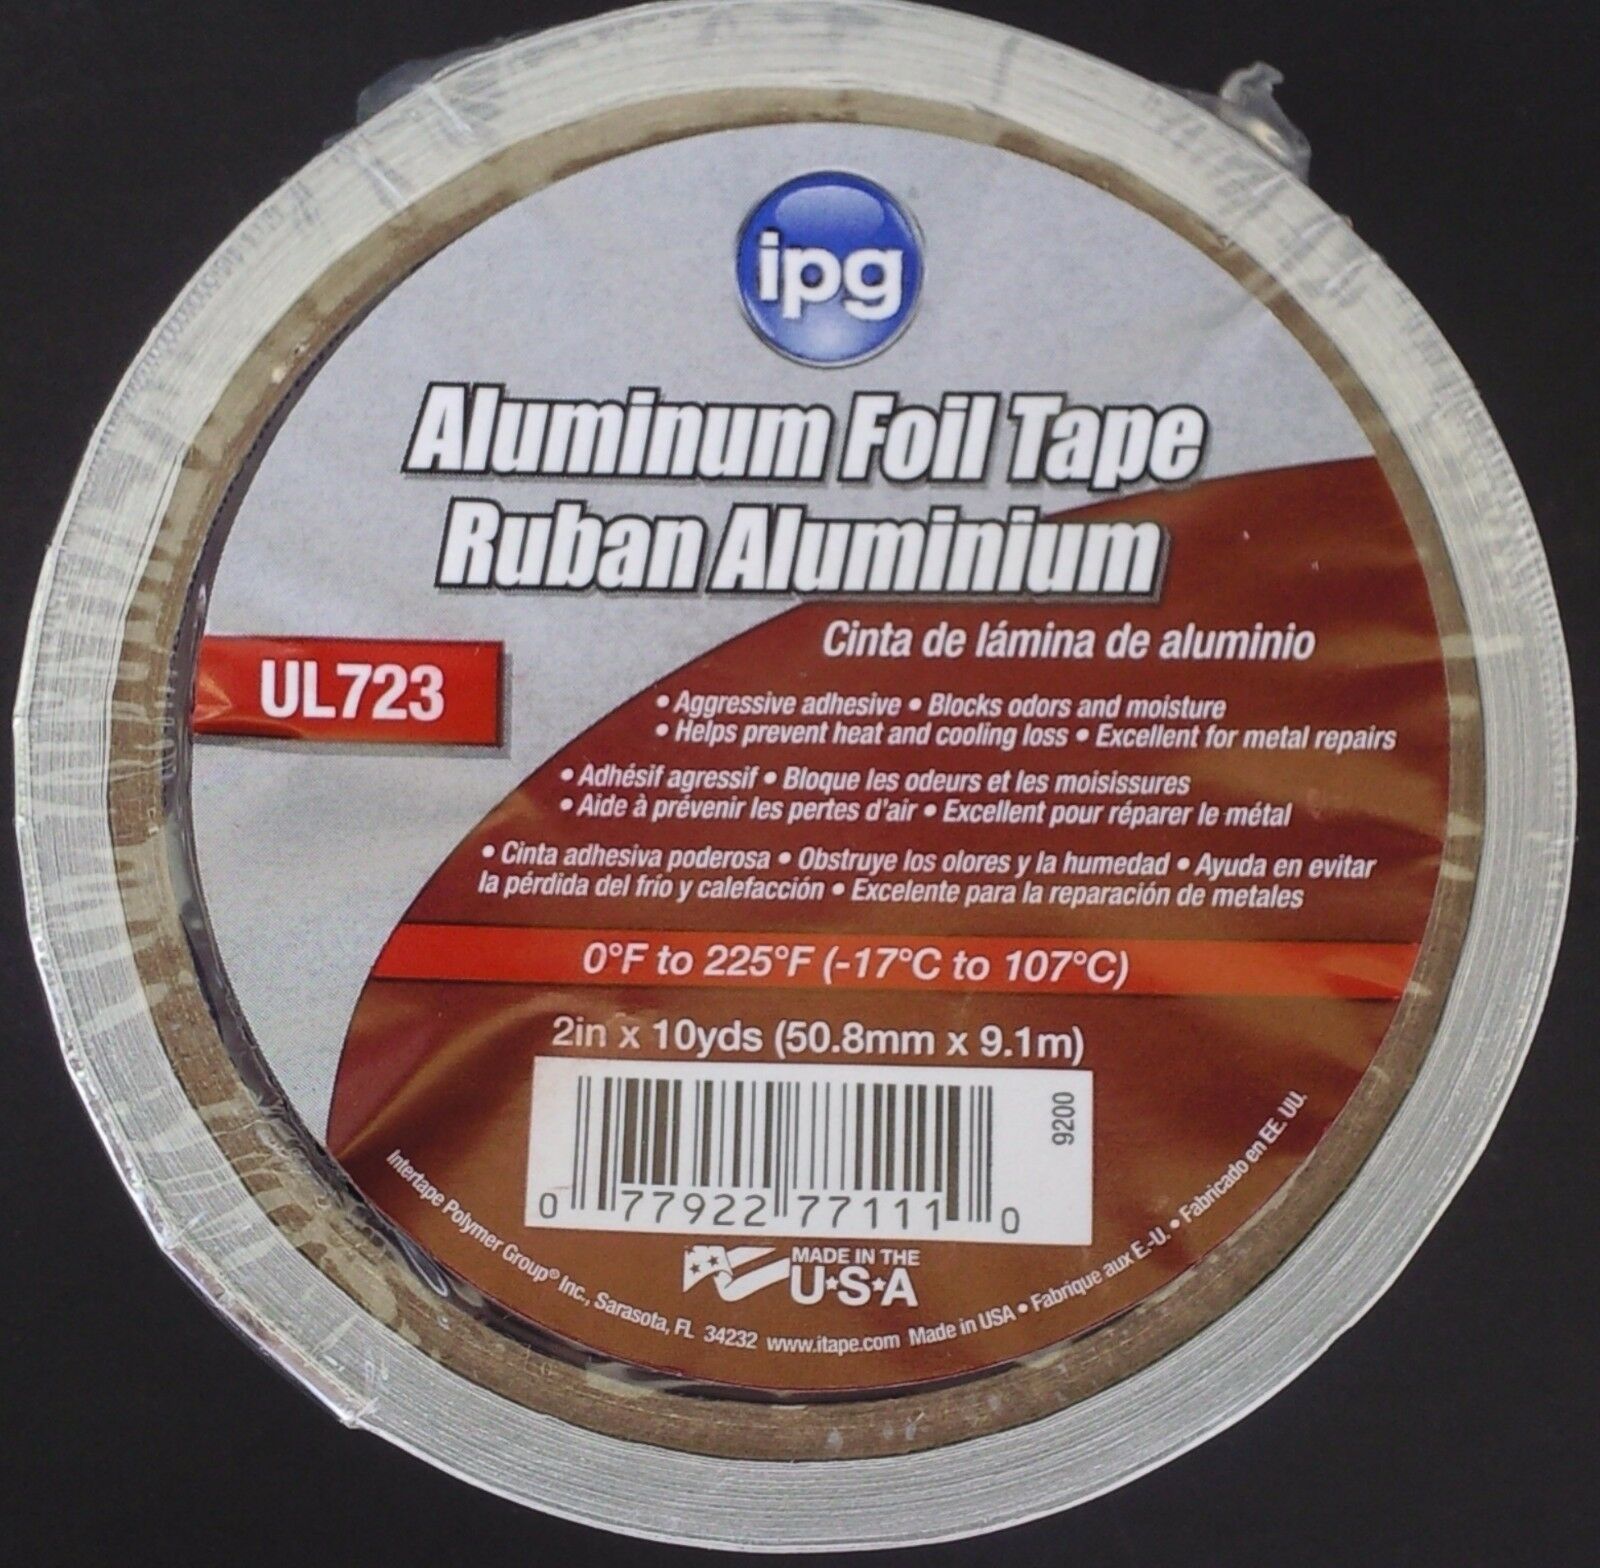 ipg
Aluminum Foil Tape
Ruban Aluminium
Cinta de lámina de aluminio
UL723
• Aggressive adhesive • Blocks odors and moisture
• Helps prevent heat and cooling loss • Excellent for metal repairs
• Adhésif agressif • Bloque les odeurs et les moisissures
• Aide à prévenir les pertes d'air • Excellent pour réparer le métal
• Cinta adhesiva poderosa • Obstruye los olores y la humedad • Ayuda en evitar
la pérdida del frío y calefacción • Excelente para la reparación de metales
0°F to 225°F (-17°C to 107°C)
2in x 10yds (50.8mm x 9.1m)
9200
0 77922 77111 0
MADE IN THE
U★S★A
Intertape Polymer Group® Inc., Sarasota, FL 34232 www.itape.com Made in USA • Fabrique aux E.-U. • Fabricado en EE. UU.